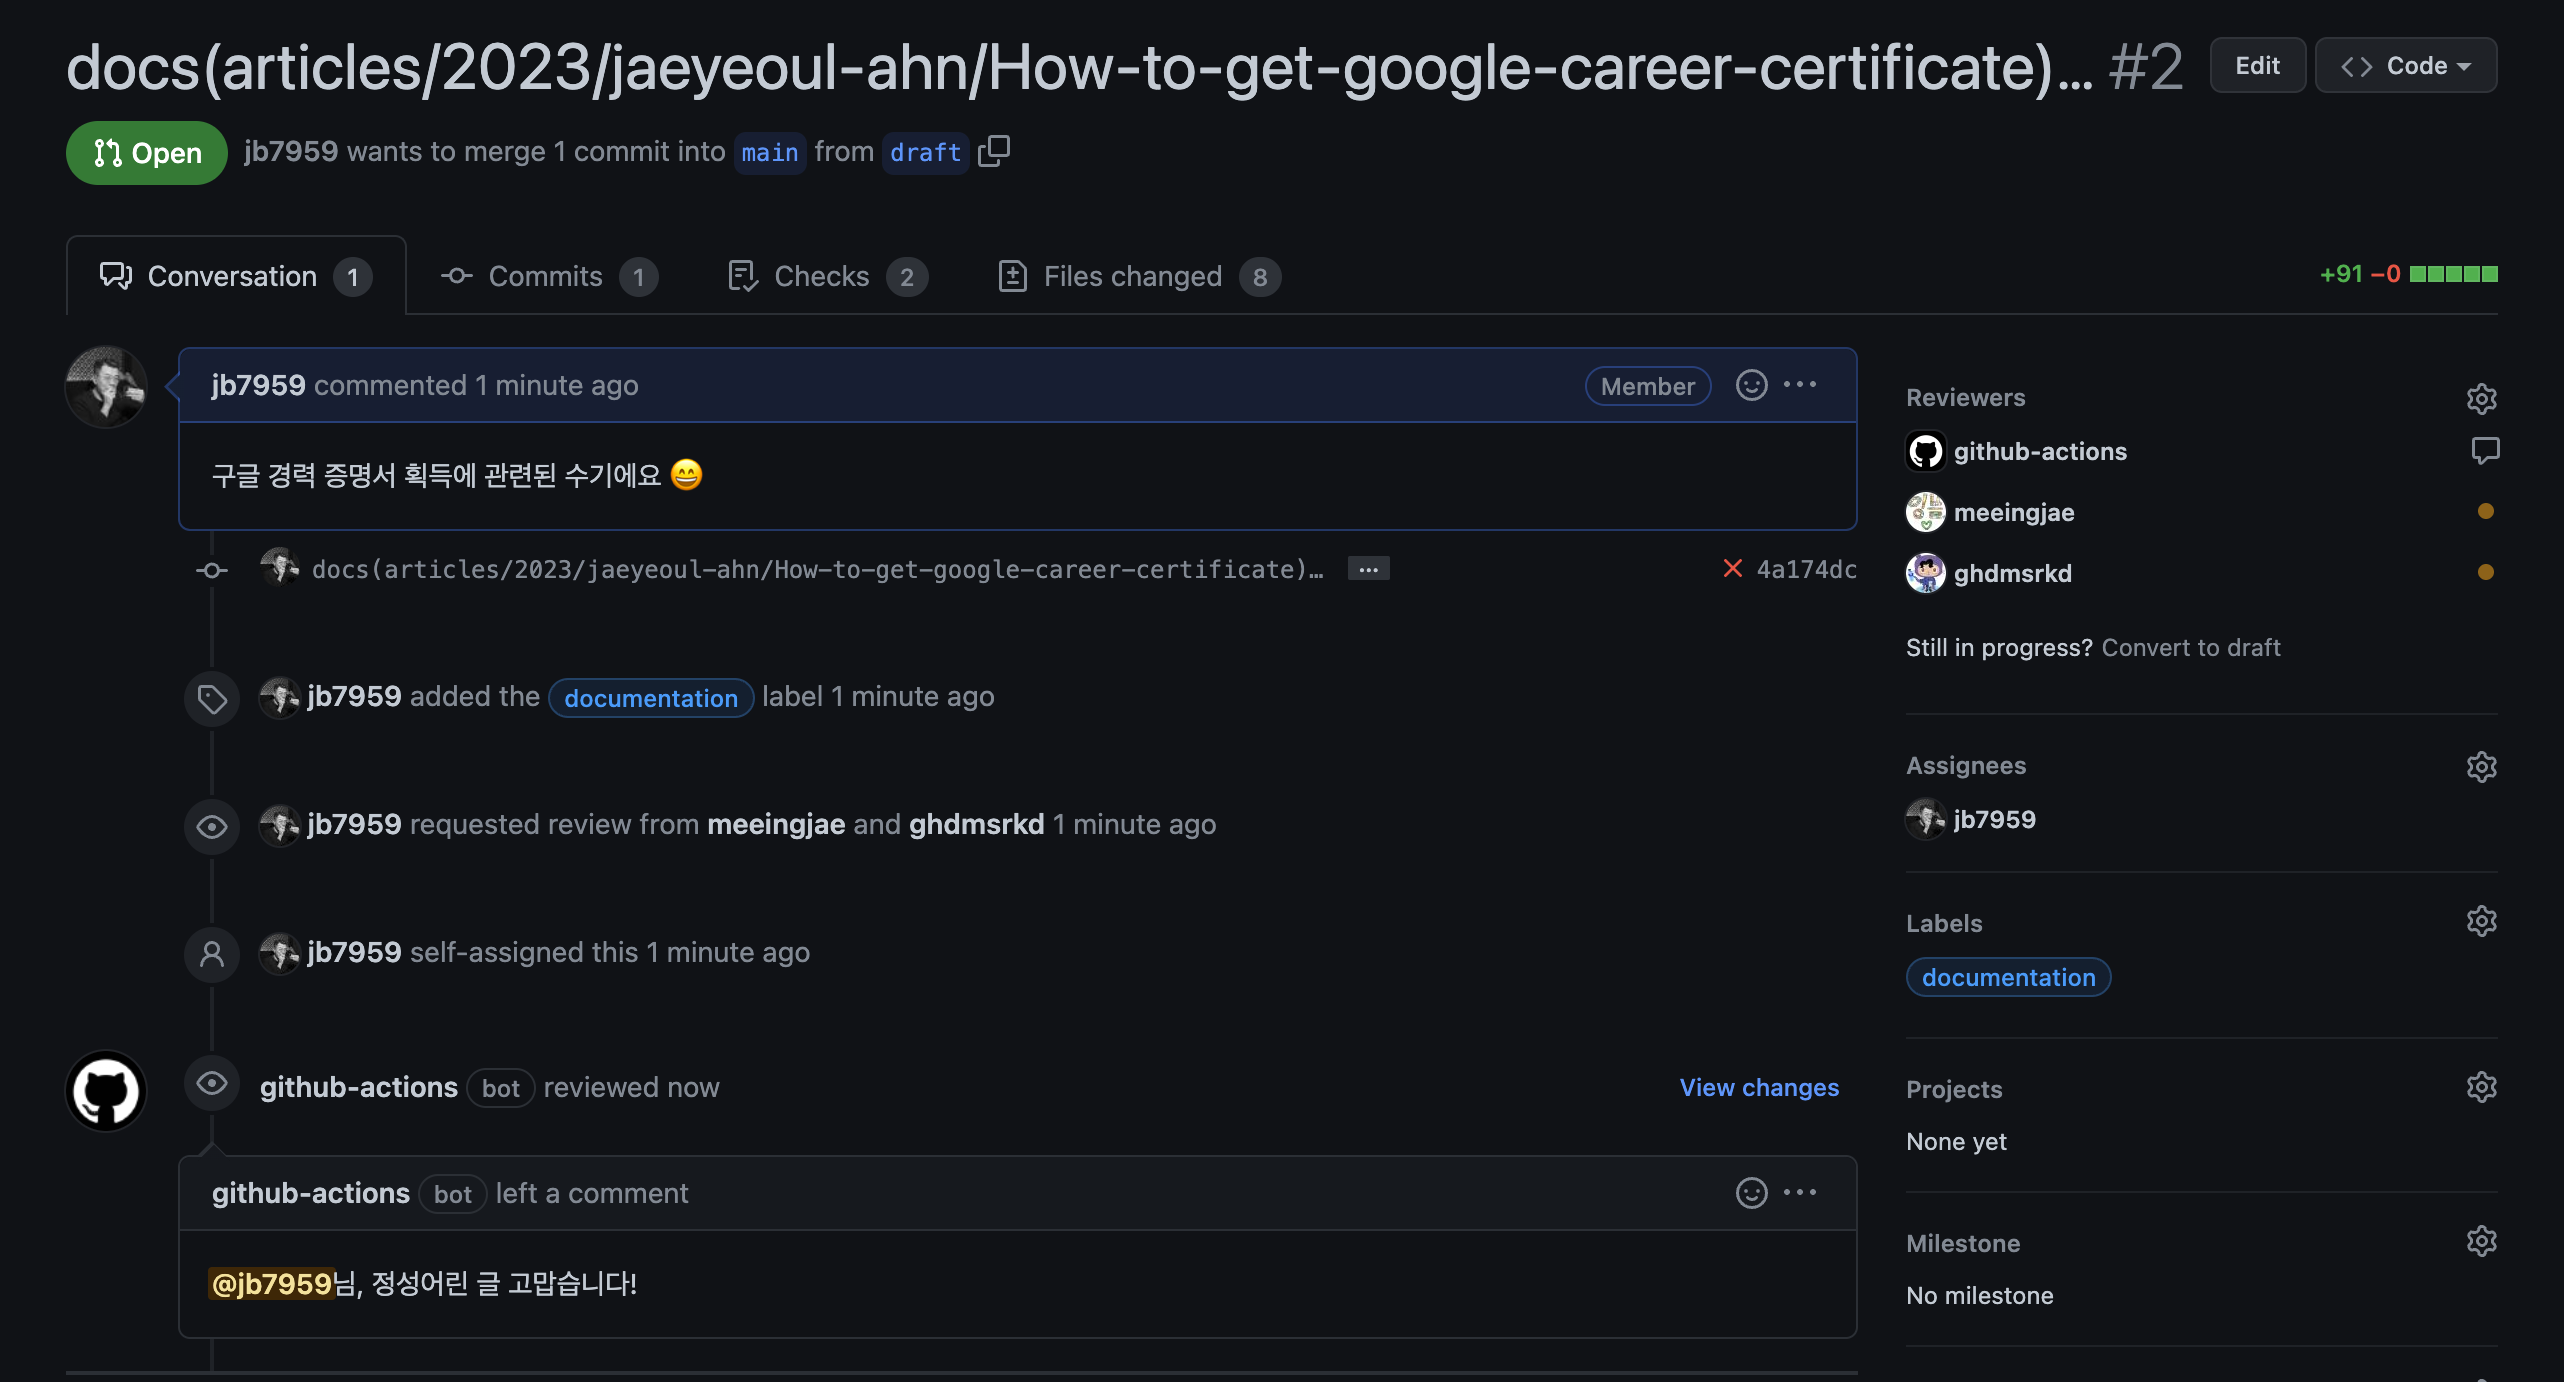 docs(articles/2023/jaeyeoul-ahn/How-to-get-google-career-certificate)... #2
Edit
Code
Open
jb7959 wants to merge 1 commit into main from draft
Conversation 1
Commits 1
Checks 2
Files changed 8
+91 −0
jb7959 commented 1 minute ago
Member
구글 경력 증명서 획득에 관련된 수기에요 😄
docs(articles/2023/jaeyeoul-ahn/How-to-get-google-career-certificate)…
4a174dc
jb7959 added the documentation label 1 minute ago
jb7959 requested review from meeingjae and ghdmsrkd 1 minute ago
jb7959 self-assigned this 1 minute ago
github-actions bot reviewed now
View changes
github-actions bot left a comment
@jb7959님, 정성어린 글 고맙습니다!
Reviewers
github-actions
meeingjae
ghdmsrkd
Still in progress? Convert to draft
Assignees
jb7959
Labels
documentation
Projects
None yet
Milestone
No milestone